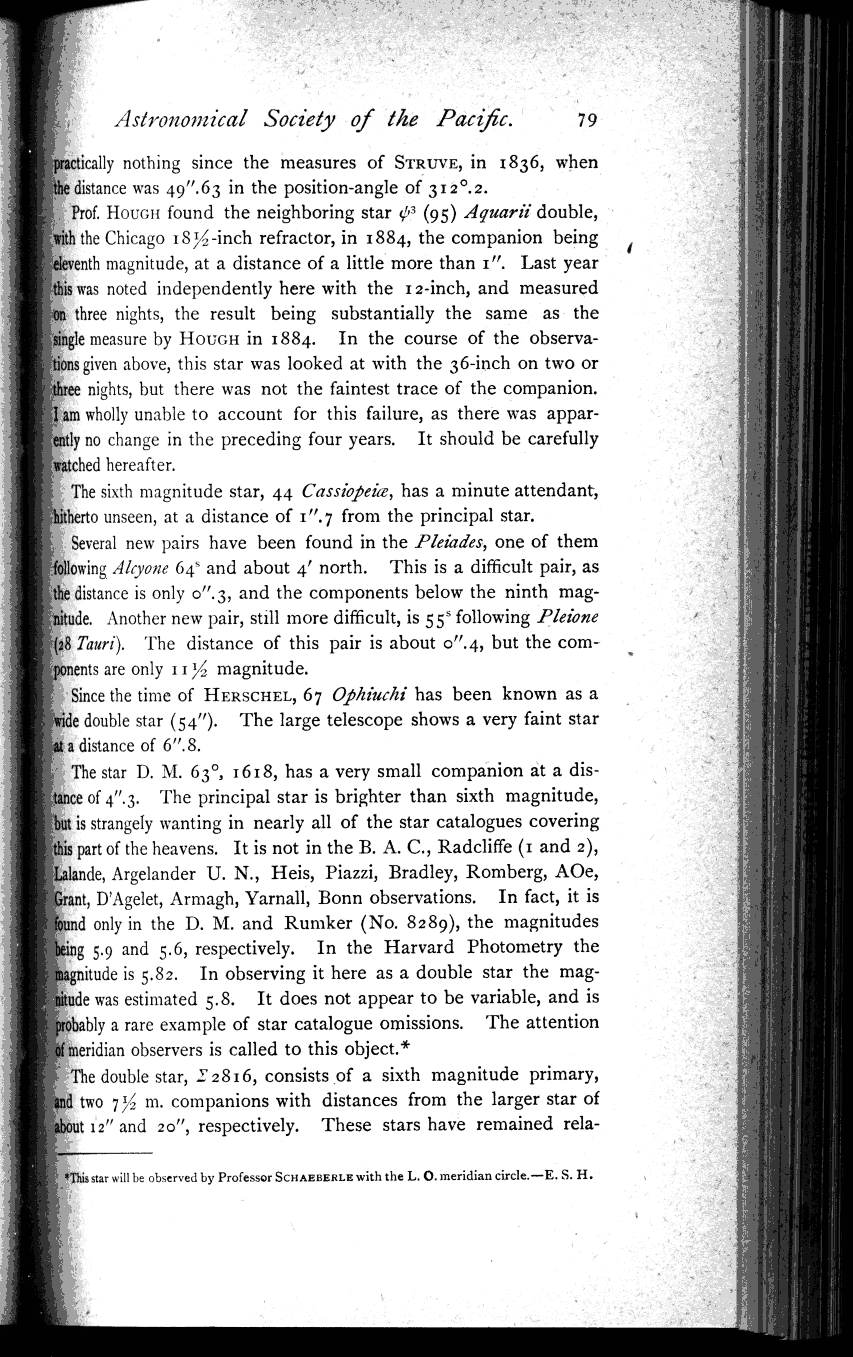 Astronomical Society of the Pacific. 79
practically nothing since the measures of STRUVE, in 1836, when
the distance was 49″.63 in the position-angle of 312°.2.
Prof. HOUGH found the neighboring star ψ³ (95) Aquarii double,
with the Chicago 18½-inch refractor, in 1884, the companion being
eleventh magnitude, at a distance of a little more than 1″. Last year
this was noted independently here with the 12-inch, and measured
on three nights, the result being substantially the same as the
single measure by HOUGH in 1884. In the course of the observa-
tions given above, this star was looked at with the 36-inch on two or
three nights, but there was not the faintest trace of the companion.
I am wholly unable to account for this failure, as there was appar-
ently no change in the preceding four years. It should be carefully
watched hereafter.
The sixth magnitude star, 44 Cassiopeiæ, has a minute attendant,
hitherto unseen, at a distance of 1″.7 from the principal star.
Several new pairs have been found in the Pleiades, one of them
following Alcyone 64ˢ and about 4′ north. This is a difficult pair, as
the distance is only 0″.3, and the components below the ninth mag-
nitude. Another new pair, still more difficult, is 55ˢ following Pleione
(28 Tauri). The distance of this pair is about 0″.4, but the com-
ponents are only 11½ magnitude.
Since the time of HERSCHEL, 67 Ophiuchi has been known as a
wide double star (54″). The large telescope shows a very faint star
at a distance of 6″.8.
The star D. M. 63°, 1618, has a very small companion at a dis-
tance of 4″.3. The principal star is brighter than sixth magnitude,
but is strangely wanting in nearly all of the star catalogues covering
this part of the heavens. It is not in the B. A. C., Radcliffe (1 and 2),
Lalande, Argelander U. N., Heis, Piazzi, Bradley, Romberg, AOe,
Grant, D'Agelet, Armagh, Yarnall, Bonn observations. In fact, it is
found only in the D. M. and Rumker (No. 8289), the magnitudes
being 5.9 and 5.6, respectively. In the Harvard Photometry the
magnitude is 5.82. In observing it here as a double star the mag-
nitude was estimated 5.8. It does not appear to be variable, and is
probably a rare example of star catalogue omissions. The attention
of meridian observers is called to this object.*
The double star, Σ 2816, consists of a sixth magnitude primary,
and two 7½ m. companions with distances from the larger star of
about 12″ and 20″, respectively. These stars have remained rela-
*This star will be observed by Professor SCHAEBERLE with the L. O. meridian circle.—E. S. H.